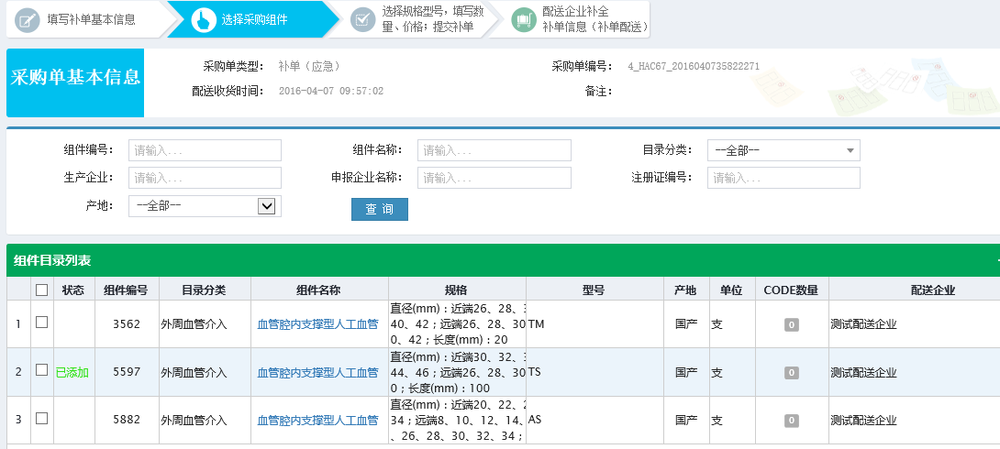 填写补单基本信息
选择采购组件
选择规格型号，填写数
量、价格；提交补单
配送企业补全
补单信息（补单配送）
采购单基本信息
采购单类型： 补单（应急） 采购单编号： 4_HAC67_2016040735822271
配送收货时间： 2016-04-07 09:57:02 备注：
组件编号： 请输入... 组件名称： 请输入... 目录分类： --全部--
生产企业： 请输入... 申报企业名称： 请输入... 注册证编号： 请输入...
产地： --全部-- 查 询
组件目录列表
状态 组件编号 目录分类 组件名称 规格 型号 产地 单位 CODE数量 配送企业
直径(mm)：近端26、28、
1 3562 外周血管介入 血管腔内支撑型人工血管 40、42；远端26、28、30 TM 国产 支 0 测试配送企业
0、42；长度(mm)：20
直径(mm)：近端30、32、
2 已添加 5597 外周血管介入 血管腔内支撑型人工血管 44、46；远端26、28、30 TS 国产 支 0 测试配送企业
0；长度(mm)：100
直径(mm)：近端20、22、
3 5882 外周血管介入 血管腔内支撑型人工血管 34；远端8、10、12、14、 AS 国产 支 0 测试配送企业
、26、28、30、32、34；